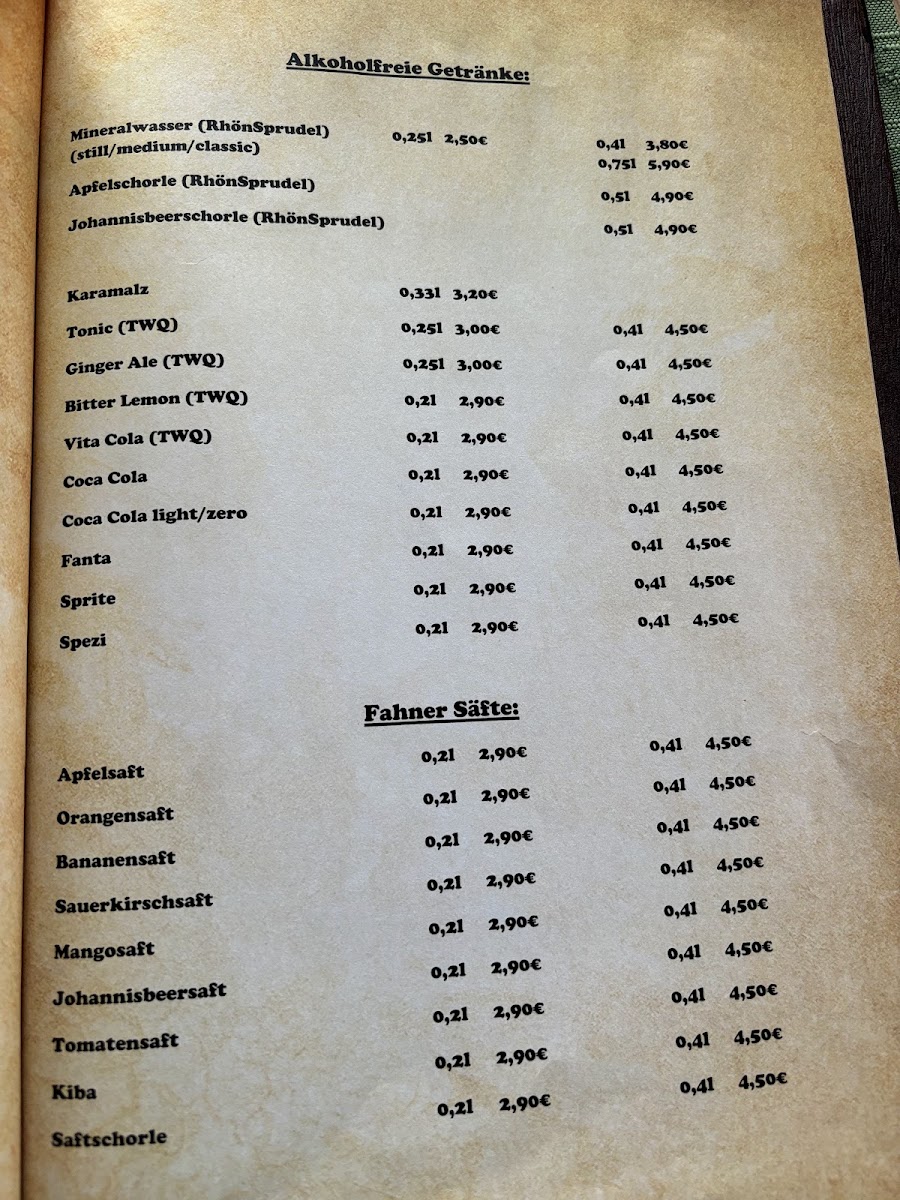 Alkoholfreie Getränke:
Mineralwasser (RhönSprudel) 0,25l 2,50€ 0,4l 3,80€
(still/medium/classic) 0,75l 5,90€
Apfelschorle (RhönSprudel) 0,5l 4,90€
Johannisbeerschorle (RhönSprudel) 0,5l 4,90€
Karamalz 0,33l 3,20€
Tonic (TWQ) 0,25l 3,00€ 0,4l 4,50€
Ginger Ale (TWQ) 0,25l 3,00€ 0,4l 4,50€
Bitter Lemon (TWQ) 0,2l 2,90€ 0,4l 4,50€
Vita Cola (TWQ) 0,2l 2,90€ 0,4l 4,50€
Coca Cola 0,2l 2,90€ 0,4l 4,50€
Coca Cola light/zero 0,2l 2,90€ 0,4l 4,50€
Fanta 0,2l 2,90€ 0,4l 4,50€
Sprite 0,2l 2,90€ 0,4l 4,50€
Spezi 0,2l 2,90€ 0,4l 4,50€
Fahner Säfte:
Apfelsaft 0,2l 2,90€ 0,4l 4,50€
Orangensaft 0,2l 2,90€ 0,4l 4,50€
Bananensaft 0,2l 2,90€ 0,4l 4,50€
Sauerkirschsaft 0,2l 2,90€ 0,4l 4,50€
Mangosaft 0,2l 2,90€ 0,4l 4,50€
Johannisbeersaft 0,2l 2,90€ 0,4l 4,50€
Tomatensaft 0,2l 2,90€ 0,4l 4,50€
Kiba 0,2l 2,90€ 0,4l 4,50€
Saftschorle 0,2l 2,90€ 0,4l 4,50€